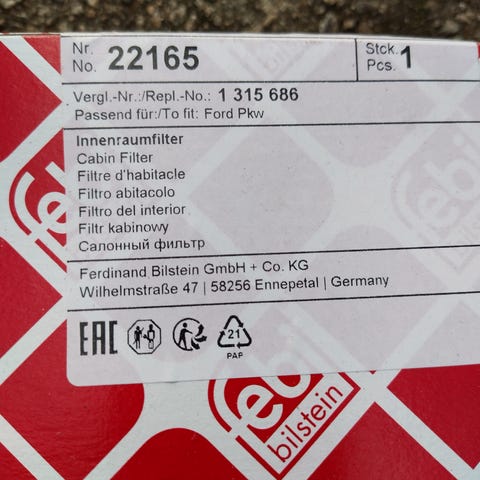 Nr. No. 22165 Stck. Pcs. 1
Vergl.-Nr.:/Repl.-No.: 1 315 686
Passend für:/To fit: Ford Pkw
Innenraumfilter
Cabin Filter
Filtre d'habitacle
Filtro abitacolo
Filtro del interior
Filtr kabinowy
Салонный фильтр
Ferdinand Bilstein GmbH + Co. KG
Wilhelmstraße 47 | 58256 Ennepetal | Germany
EAC
21
PAP
febi
bilstein
febi
bilstein